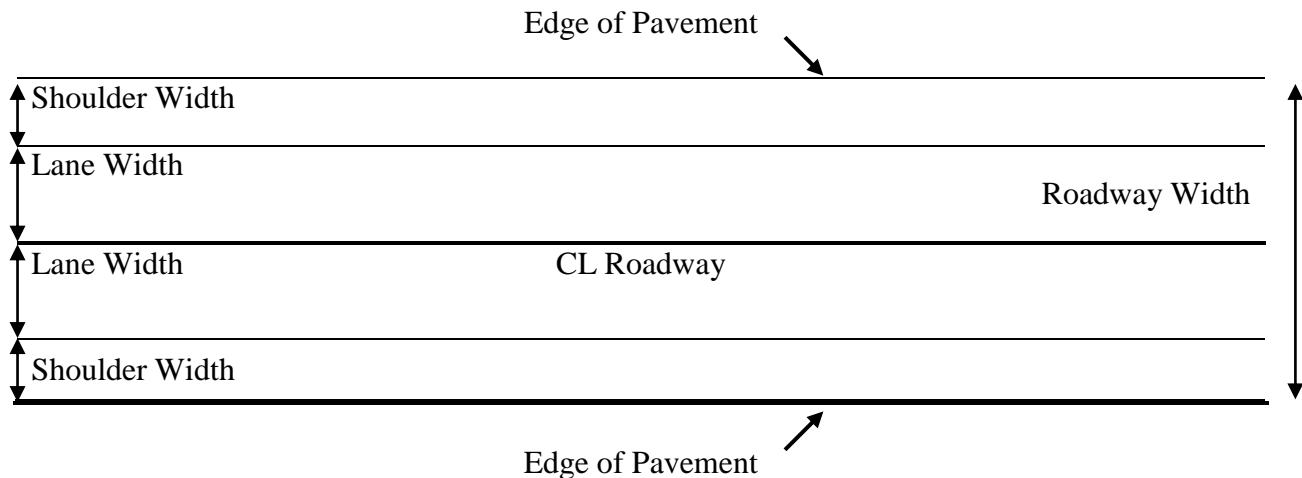 Edge of Pavement
Shoulder Width
Lane Width
Roadway Width
Lane Width
CL Roadway
Shoulder Width
Edge of Pavement